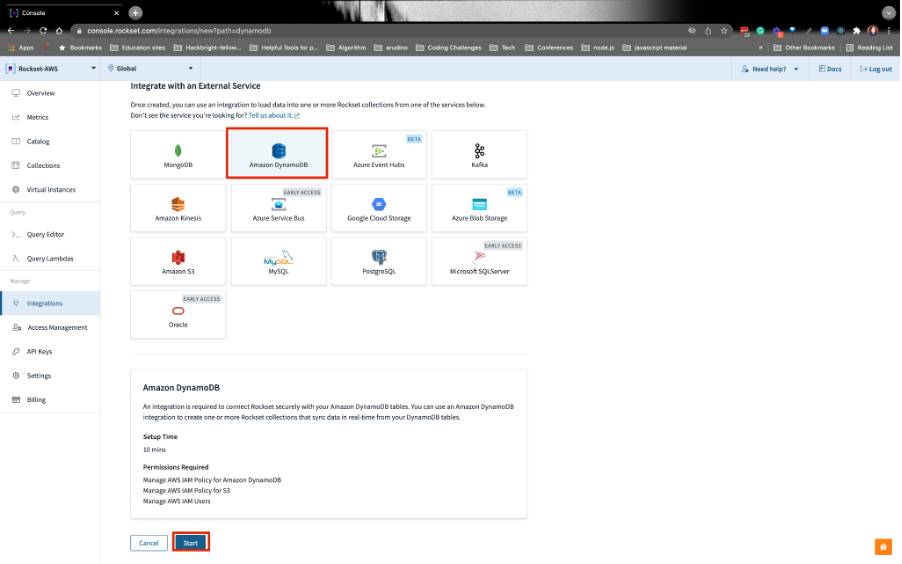 Console
console.rockset.com/integrations/new?path=dynamodb
Apps
Bookmarks
Education sites
Hackbright-fellow...
Helpful Tools for p...
Algorithm
arudino
Coding Challenges
Tech
Conferences
node.js
javascript material
»
Other Bookmarks
Reading List
Rockset-AWS
Global
Need help?
Docs
Log out
Overview
Metrics
Catalog
Collections
Virtual Instances
Query
Query Editor
Query Lambdas
Manage
Integrations
Access Management
API Keys
Settings
Billing
Integrate with an External Service
Once created, you can use an integration to load data into one or more Rockset collections from one of the services below.
Don't see the service you're looking for? Tell us about it.
MongoDB
Amazon DynamoDB
BETA
Azure Event Hubs
Kafka
Amazon Kinesis
EARLY ACCESS
Azure Service Bus
Google Cloud Storage
BETA
Azure Blob Storage
Amazon S3
MySQL
MySQL
PostgreSQL
EARLY ACCESS
Microsoft SQLServer
EARLY ACCESS
Oracle
Amazon DynamoDB
An integration is required to connect Rockset securely with your Amazon DynamoDB tables. You can use an Amazon DynamoDB
integration to create one or more Rockset collections that sync data in real-time from your DynamoDB tables.
Setup Time
10 mins
Permissions Required
Manage AWS IAM Policy for Amazon DynamoDB
Manage AWS IAM Policy for S3
Manage AWS IAM Users
Cancel
Start